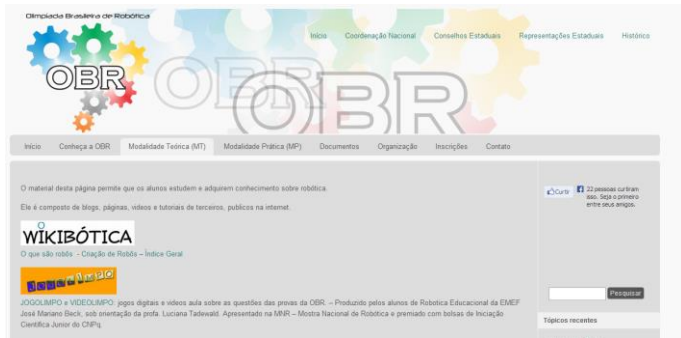 Olimpíada Brasileira de Robótica
Início Coordenação Nacional Conselhos Estaduais Representações Estaduais Histórico
OBR
OBR
OBR
Início Conheça a OBR Modalidade Teórica (MT) Modalidade Prática (MP) Documentos Organização Inscrições Contato
O material desta página permite que os alunos estudem e adquirem conhecimento sobre robótica.
Ele é composto de blogs, páginas, vídeos e tutoriais de terceiros, publicos na internet.
WIKIBÓTICA
O que são robôs - Criação de Robôs – Índice Geral
JOGOLIMPO
JOGOLIMPO e VIDEOLIMPO: jogos digitais e vídeos aula sobre as questões das provas da OBR. – Produzido pelos alunos de Robotica Educacional da EMEF
José Mariano Beck, sob orientação da profa. Luciana Tadewald. Apresentado na MNR – Mostra Nacional de Robótica e premiado com bolsas de Iniciação
Científica Junior do CNPq.
Curtir
22 pessoas curtiram
isso. Seja o primeiro
entre seus amigos.
Pesquisar
Tópicos recentes